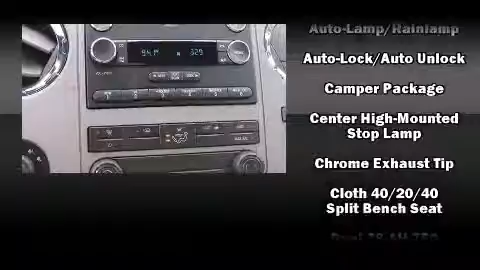 Auto-Lamp/Rainlamp
Auto-Lock/Auto Unlock
Camper Package
Center High-Mounted
Stop Lamp
Chrome Exhaust Tip
Cloth 40/20/40
Split Bench Seat